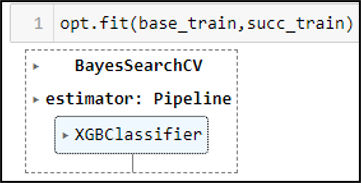 1 opt.fit(base_train,succ_train)
▸ BayesSearchCV
▸ estimator: Pipeline
▸ XGBClassifier